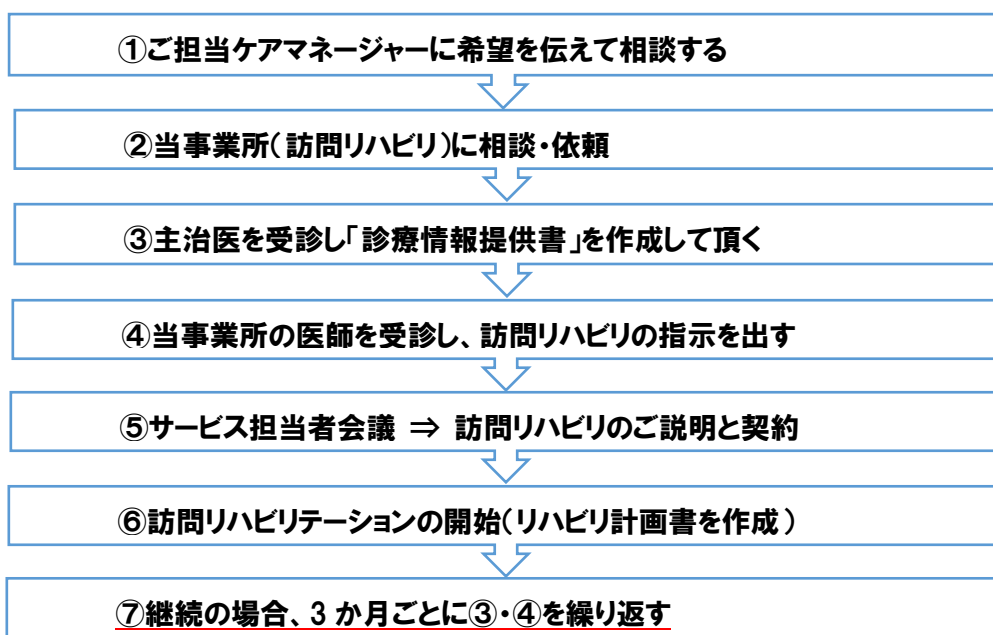 ①ご担当ケアマネージャーに希望を伝えて相談する
②当事業所(訪問リハビリ)に相談・依頼
③主治医を受診し「診療情報提供書」を作成して頂く
④当事業所の医師を受診し、訪問リハビリの指示を出す
⑤サービス担当者会議 ⇒ 訪問リハビリのご説明と契約
⑥訪問リハビリテーションの開始(リハビリ計画書を作成)
⑦継続の場合、3 か月ごとに③・④を繰り返す